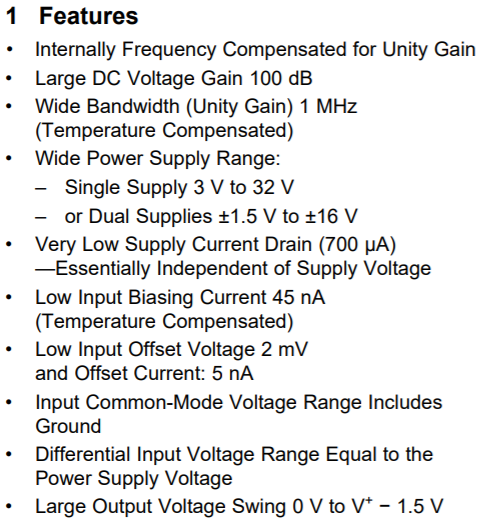 1 Features
• Internally Frequency Compensated for Unity Gain
• Large DC Voltage Gain 100 dB
• Wide Bandwidth (Unity Gain) 1 MHz
(Temperature Compensated)
• Wide Power Supply Range:
– Single Supply 3 V to 32 V
– or Dual Supplies ±1.5 V to ±16 V
• Very Low Supply Current Drain (700 µA)
—Essentially Independent of Supply Voltage
• Low Input Biasing Current 45 nA
(Temperature Compensated)
• Low Input Offset Voltage 2 mV
and Offset Current: 5 nA
• Input Common-Mode Voltage Range Includes
Ground
• Differential Input Voltage Range Equal to the
Power Supply Voltage
• Large Output Voltage Swing 0 V to V⁺ − 1.5 V